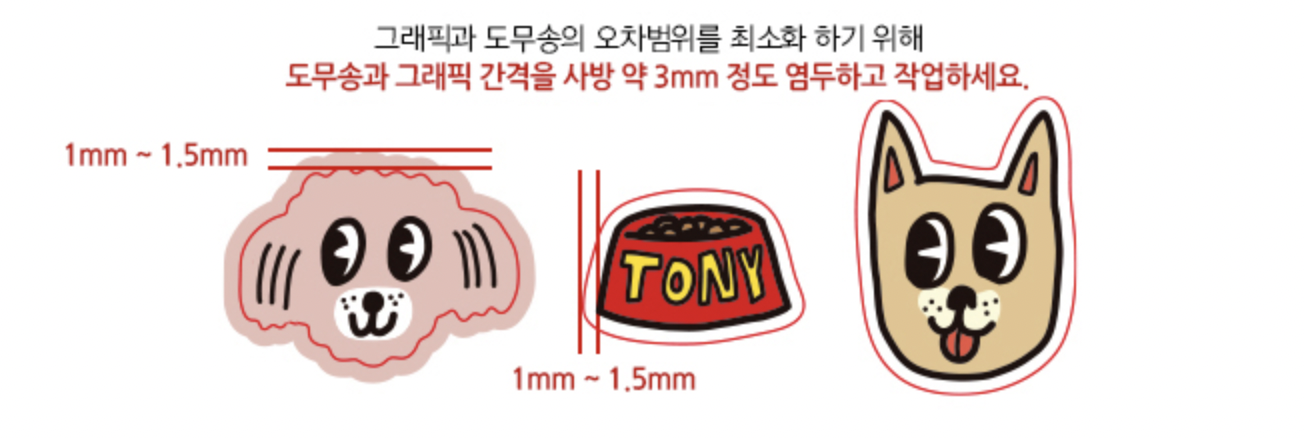 그래픽과 도무송의 오차범위를 최소화 하기 위해
도무송과 그래픽 간격을 사방 약 3mm 정도 염두하고 작업하세요.
1mm ~ 1.5mm
TONY
1mm ~ 1.5mm